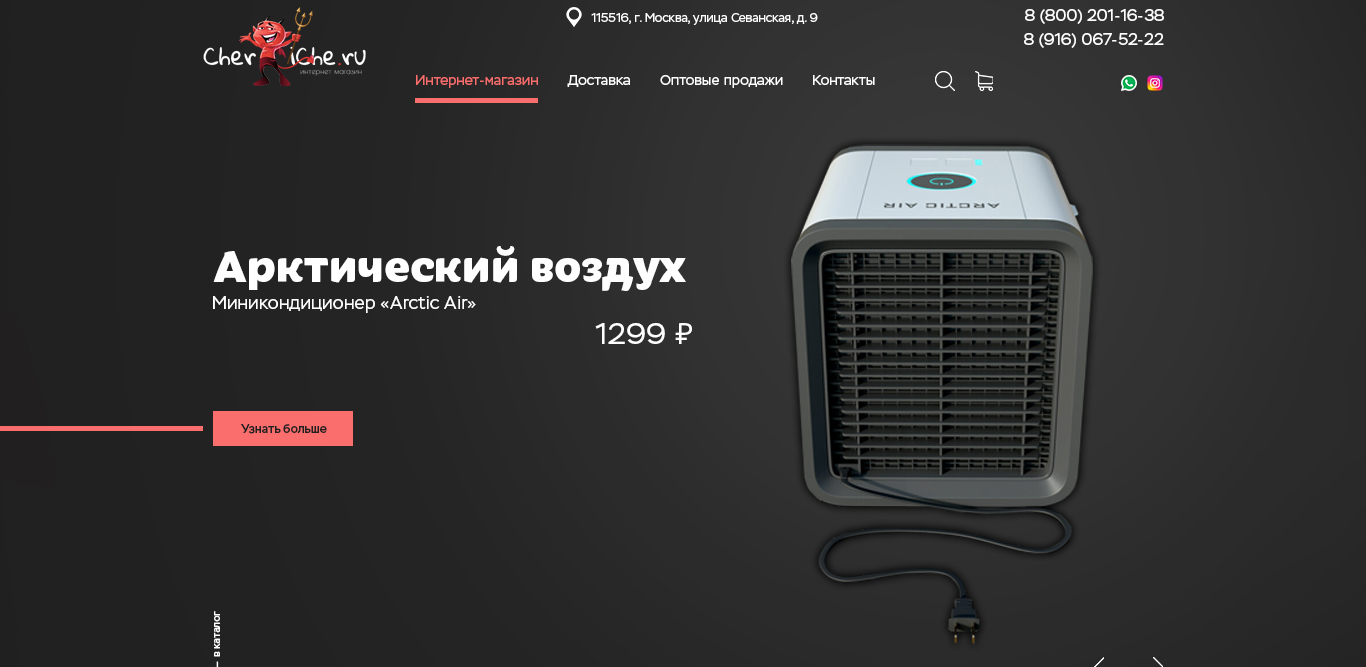 115516, г. Москва, улица Севанская, д. 9
8 (800) 201-16-38
8 (916) 067-52-22
CherTiChe.ru
интернет магазин
Интернет-магазин
Доставка
Оптовые продажи
Контакты
ARCTIC AIR
Арктический воздух
Миникондиционер «Arctic Air»
1299 ₽
Узнать больше
— в каталог